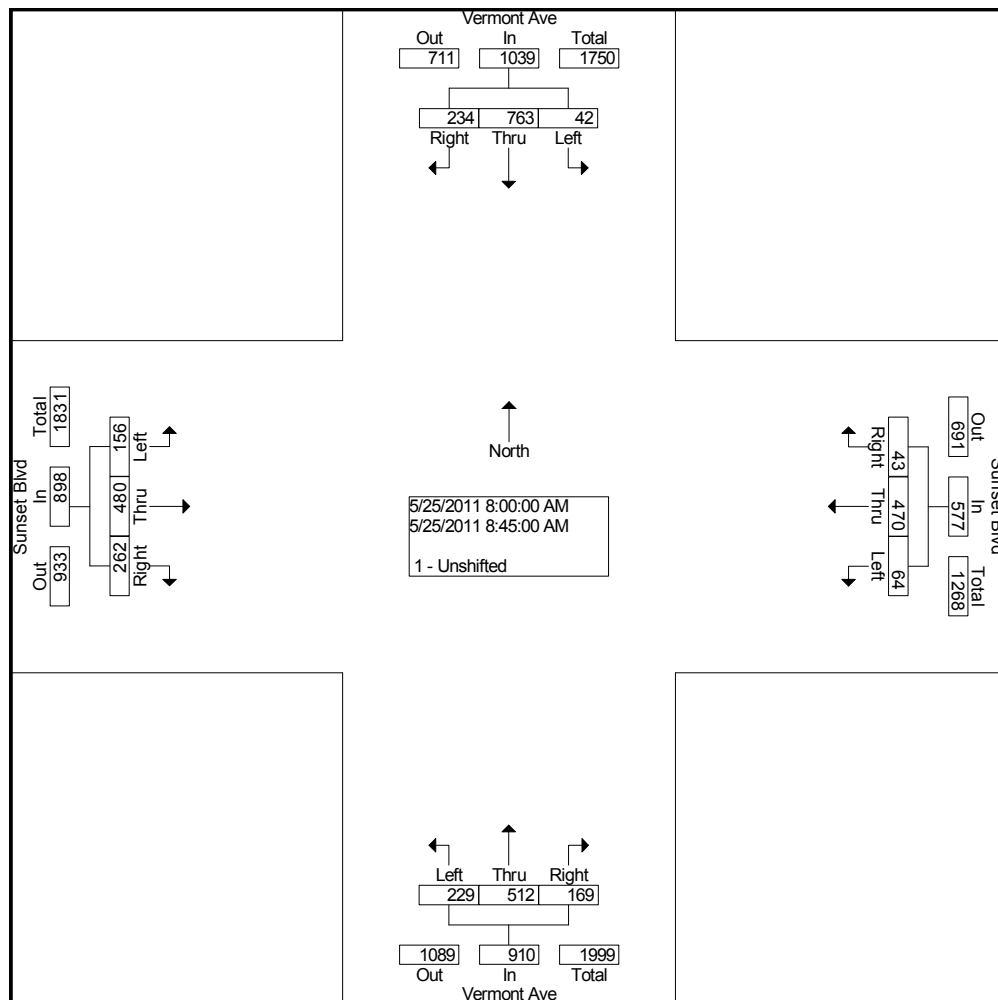 Vermont Ave
Out In Total
711 1039 1750
234 763 42
Right Thru Left
Sunset Blvd
Total In Out
1831 898 933
156 480 262
Left Thru Right
North
5/25/2011 8:00:00 AM
5/25/2011 8:45:00 AM
1 - Unshifted
Right Thru Left
43 470 64
691 577 1268
Out In Total
Sunset Blvd
Left Thru Right
229 512 169
1089 910 1999
Out In Total
Vermont Ave